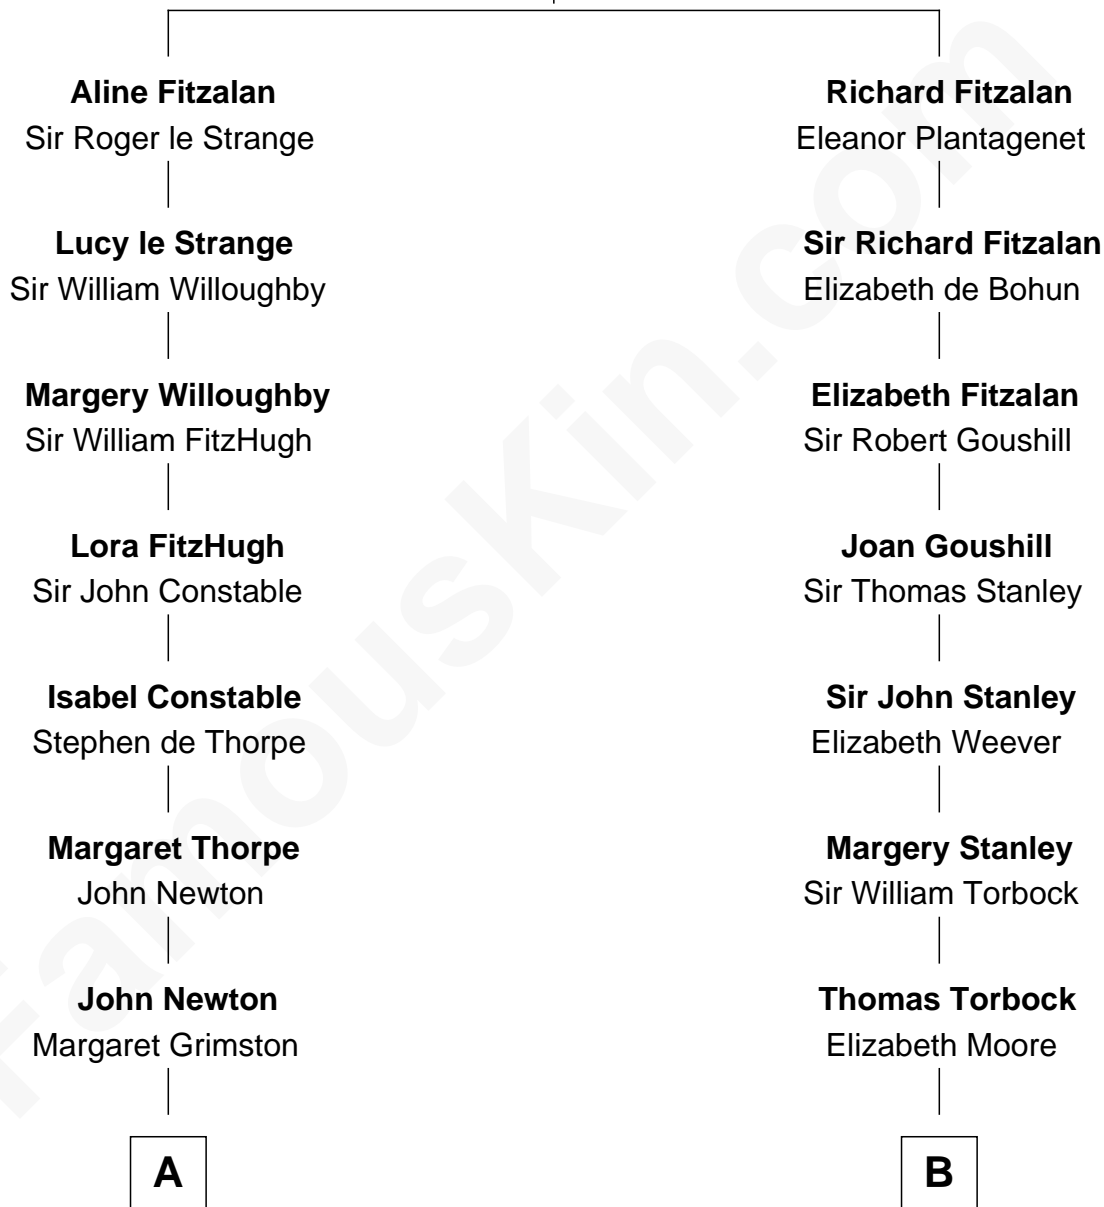 Aline Fitzalan
Sir Roger le Strange
Lucy le Strange
Sir William Willoughby
Margery Willoughby
Sir William FitzHugh
Lora FitzHugh
Sir John Constable
Isabel Constable
Stephen de Thorpe
Margaret Thorpe
John Newton
John Newton
Margaret Grimston
A
Richard Fitzalan
Eleanor Plantagenet
Sir Richard Fitzalan
Elizabeth de Bohun
Elizabeth Fitzalan
Sir Robert Goushill
Joan Goushill
Sir Thomas Stanley
Sir John Stanley
Elizabeth Weever
Margery Stanley
Sir William Torbock
Thomas Torbock
Elizabeth Moore
B
FamousKin.com